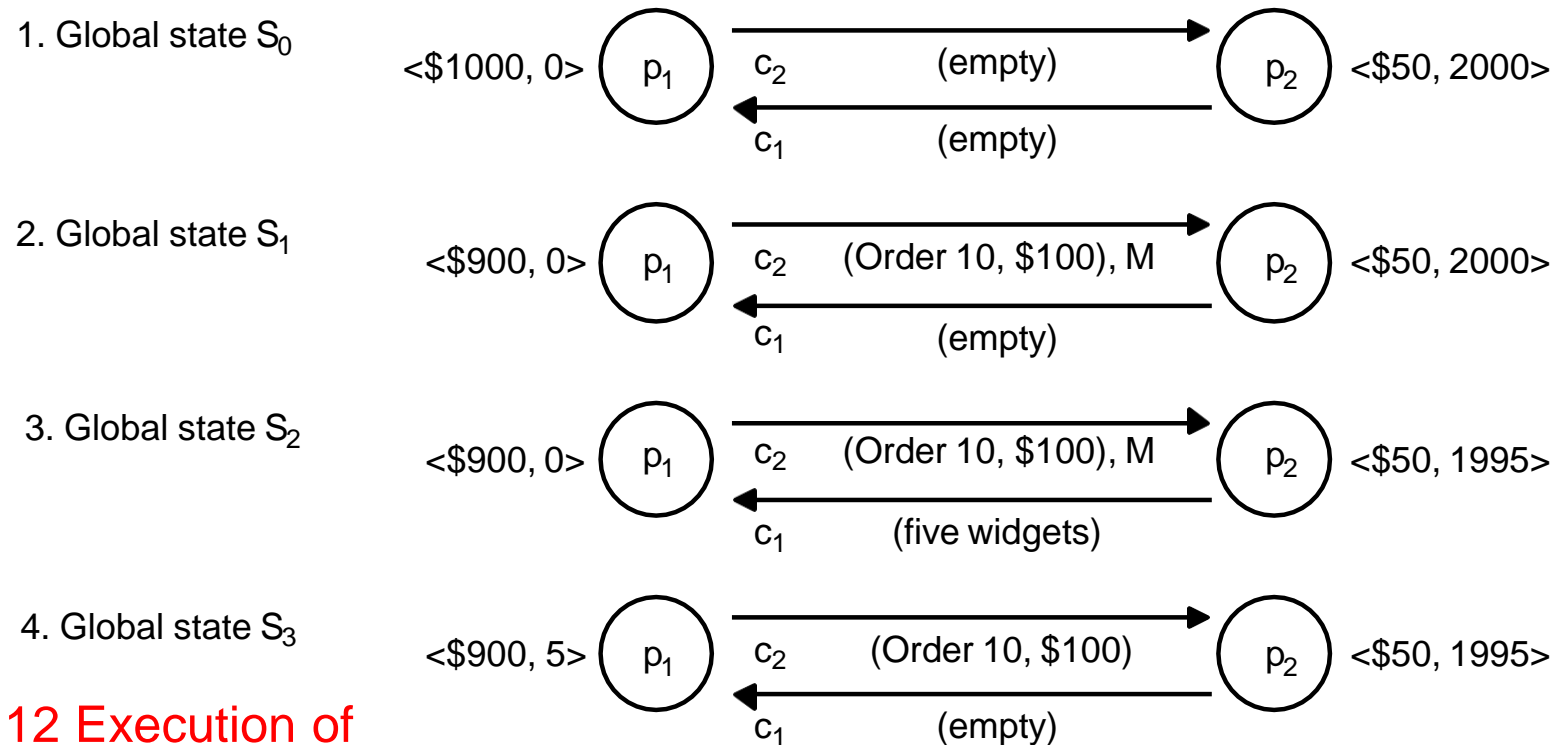 1. Global state S₀
<$1000, 0>
p₁
c₂
(empty)
p₂
<$50, 2000>
c₁
(empty)
2. Global state S₁
<$900, 0>
p₁
c₂
(Order 10, $100), M
p₂
<$50, 2000>
c₁
(empty)
3. Global state S₂
<$900, 0>
p₁
c₂
(Order 10, $100), M
p₂
<$50, 1995>
c₁
(five widgets)
4. Global state S₃
<$900, 5>
p₁
c₂
(Order 10, $100)
p₂
<$50, 1995>
c₁
(empty)
12 Execution of